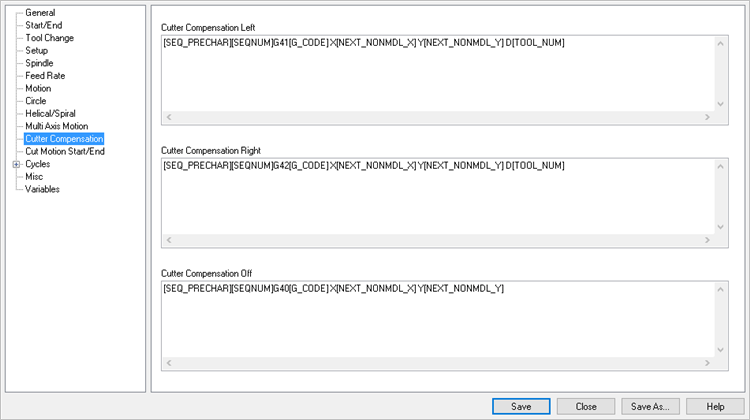 General
Start/End
Tool Change
Setup
Spindle
Feed Rate
Motion
Circle
Helical/Spiral
Multi Axis Motion
Cutter Compensation
Cut Motion Start/End
Cycles
Misc
Variables
Cutter Compensation Left
[SEQ_PRECHAR][SEQNUM]G41[G_CODE] X[NEXT_NONMDL_X] Y[NEXT_NONMDL_Y] D[TOOL_NUM]
Cutter Compensation Right
[SEQ_PRECHAR][SEQNUM]G42[G_CODE] X[NEXT_NONMDL_X] Y[NEXT_NONMDL_Y] D[TOOL_NUM]
Cutter Compensation Off
[SEQ_PRECHAR][SEQNUM]G40[G_CODE] X[NEXT_NONMDL_X] Y[NEXT_NONMDL_Y]
Save Close Save As... Help